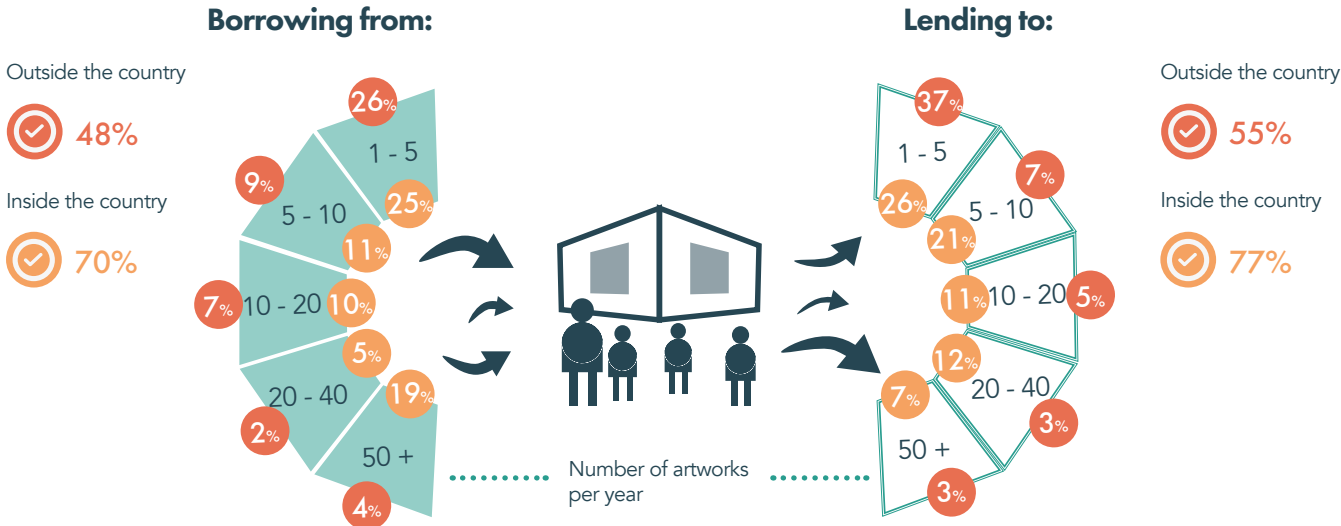 Borrowing from:
Outside the country
48%
Inside the country
70%
26%
1 - 5
25%
9%
5 - 10
11%
7%
10 - 20
10%
5%
20 - 40
2%
19%
50 +
4%
Number of artworks
per year
Lending to:
37%
1 - 5
26%
7%
5 - 10
21%
11%
10 - 20
5%
12%
20 - 40
3%
7%
50 +
3%
Outside the country
55%
Inside the country
77%